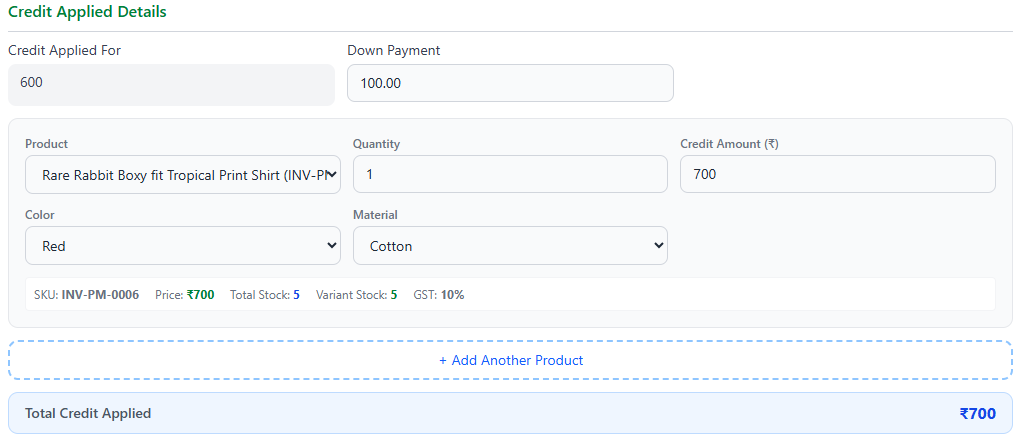 Credit Applied Details
Credit Applied For Down Payment
600 100.00
Product Quantity Credit Amount (₹)
Rare Rabbit Boxy fit Tropical Print Shirt (INV-PM 1 700
Color Material
Red Cotton
SKU: INV-PM-0006 Price: ₹700 Total Stock: 5 Variant Stock: 5 GST: 10%
+ Add Another Product
Total Credit Applied ₹700